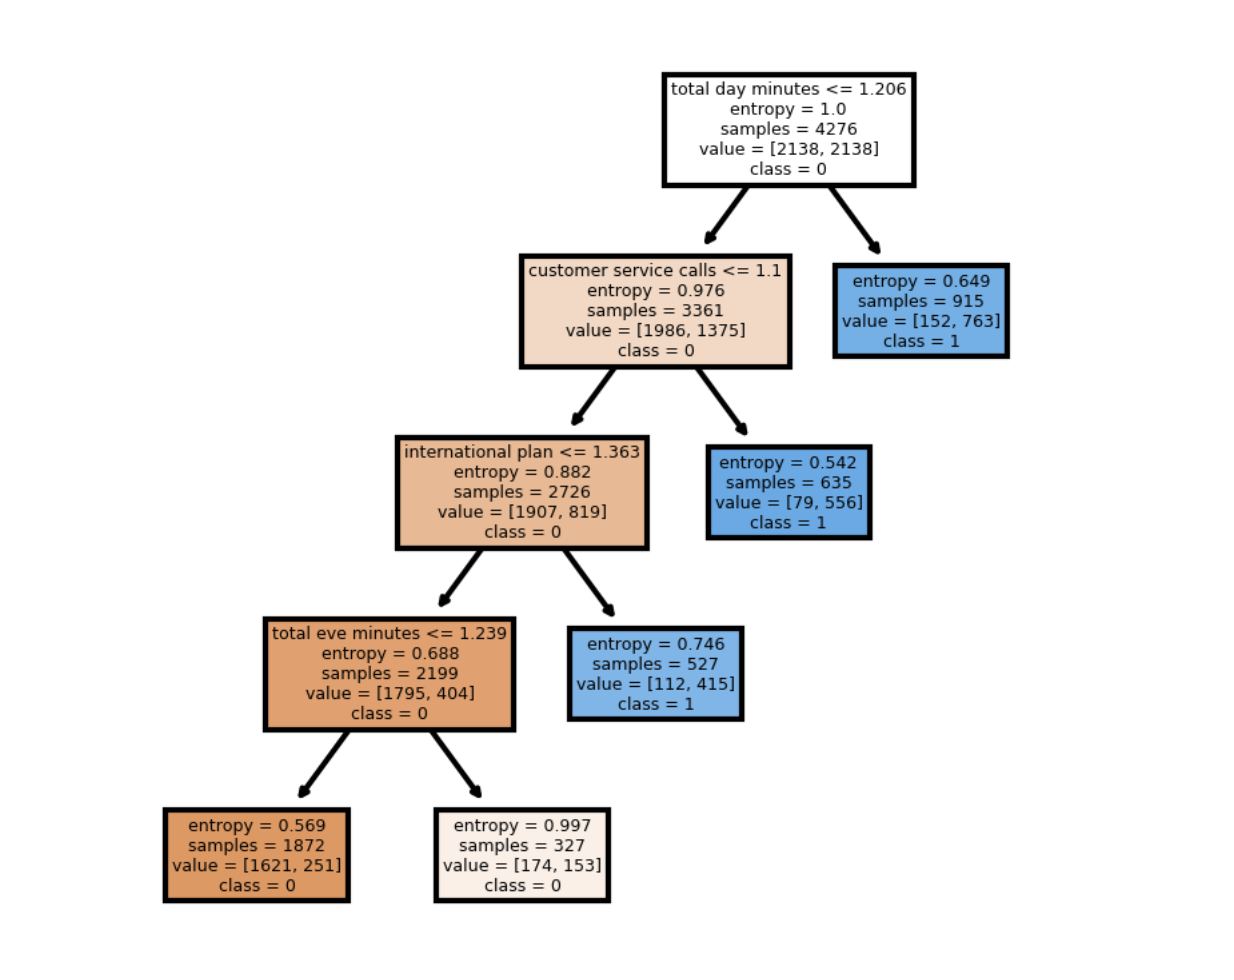 total day minutes <= 1.206
entropy = 1.0
samples = 4276
value = [2138, 2138]
class = 0
customer service calls <= 1.1
entropy = 0.976
samples = 3361
value = [1986, 1375]
class = 0
entropy = 0.649
samples = 915
value = [152, 763]
class = 1
international plan <= 1.363
entropy = 0.882
samples = 2726
value = [1907, 819]
class = 0
entropy = 0.542
samples = 635
value = [79, 556]
class = 1
total eve minutes <= 1.239
entropy = 0.688
samples = 2199
value = [1795, 404]
class = 0
entropy = 0.746
samples = 527
value = [112, 415]
class = 1
entropy = 0.569
samples = 1872
value = [1621, 251]
class = 0
entropy = 0.997
samples = 327
value = [174, 153]
class = 0